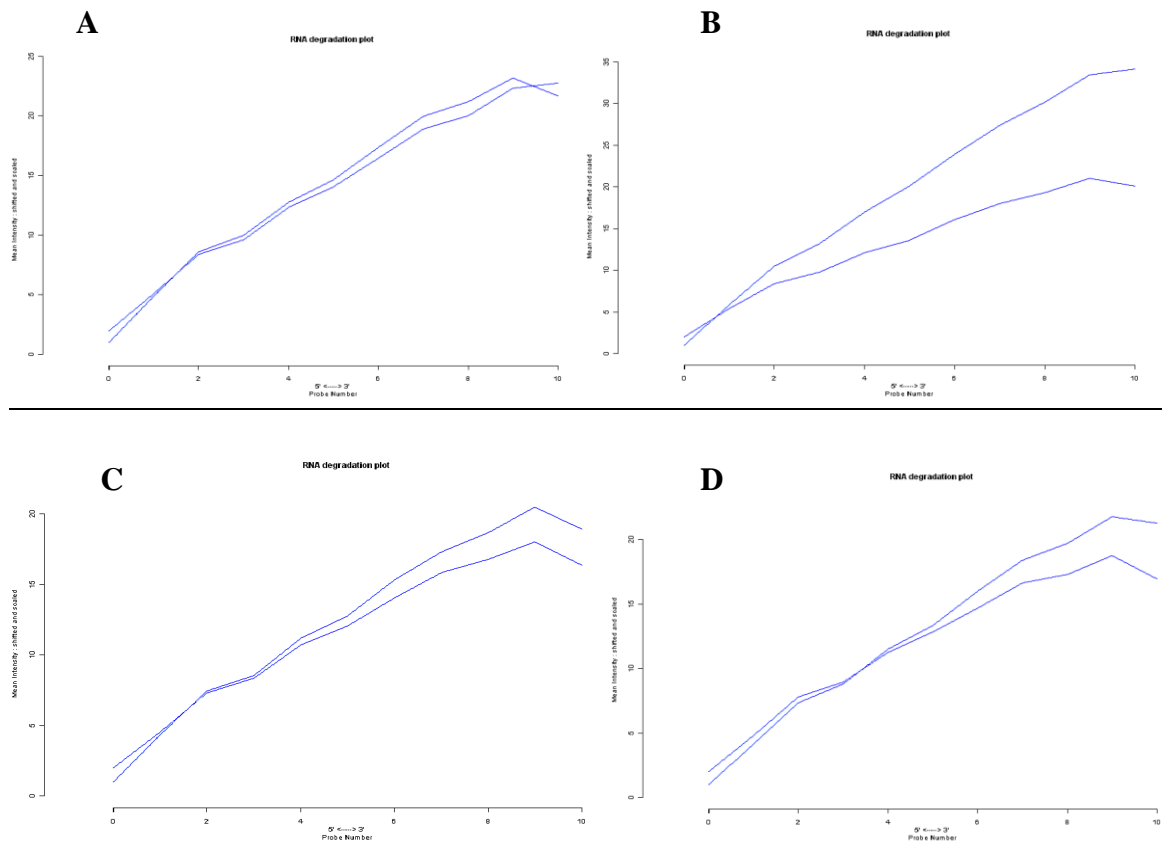 A
RNA degradation plot
Mean Intensity : shifted and scaled
0 5 10 15 20 25
0 2 4 6 8 10
5' <-----> 3'
Probe Number
B
RNA degradation plot
Mean Intensity : shifted and scaled
0 5 10 15 20 25 30 35
0 2 4 6 8 10
5' <-----> 3'
Probe Number
C
RNA degradation plot
Mean Intensity : shifted and scaled
0 5 10 15 20
0 2 4 6 8 10
5' <-----> 3'
Probe Number
D
RNA degradation plot
Mean Intensity : shifted and scaled
0 5 10 15 20
0 2 4 6 8 10
5' <-----> 3'
Probe Number